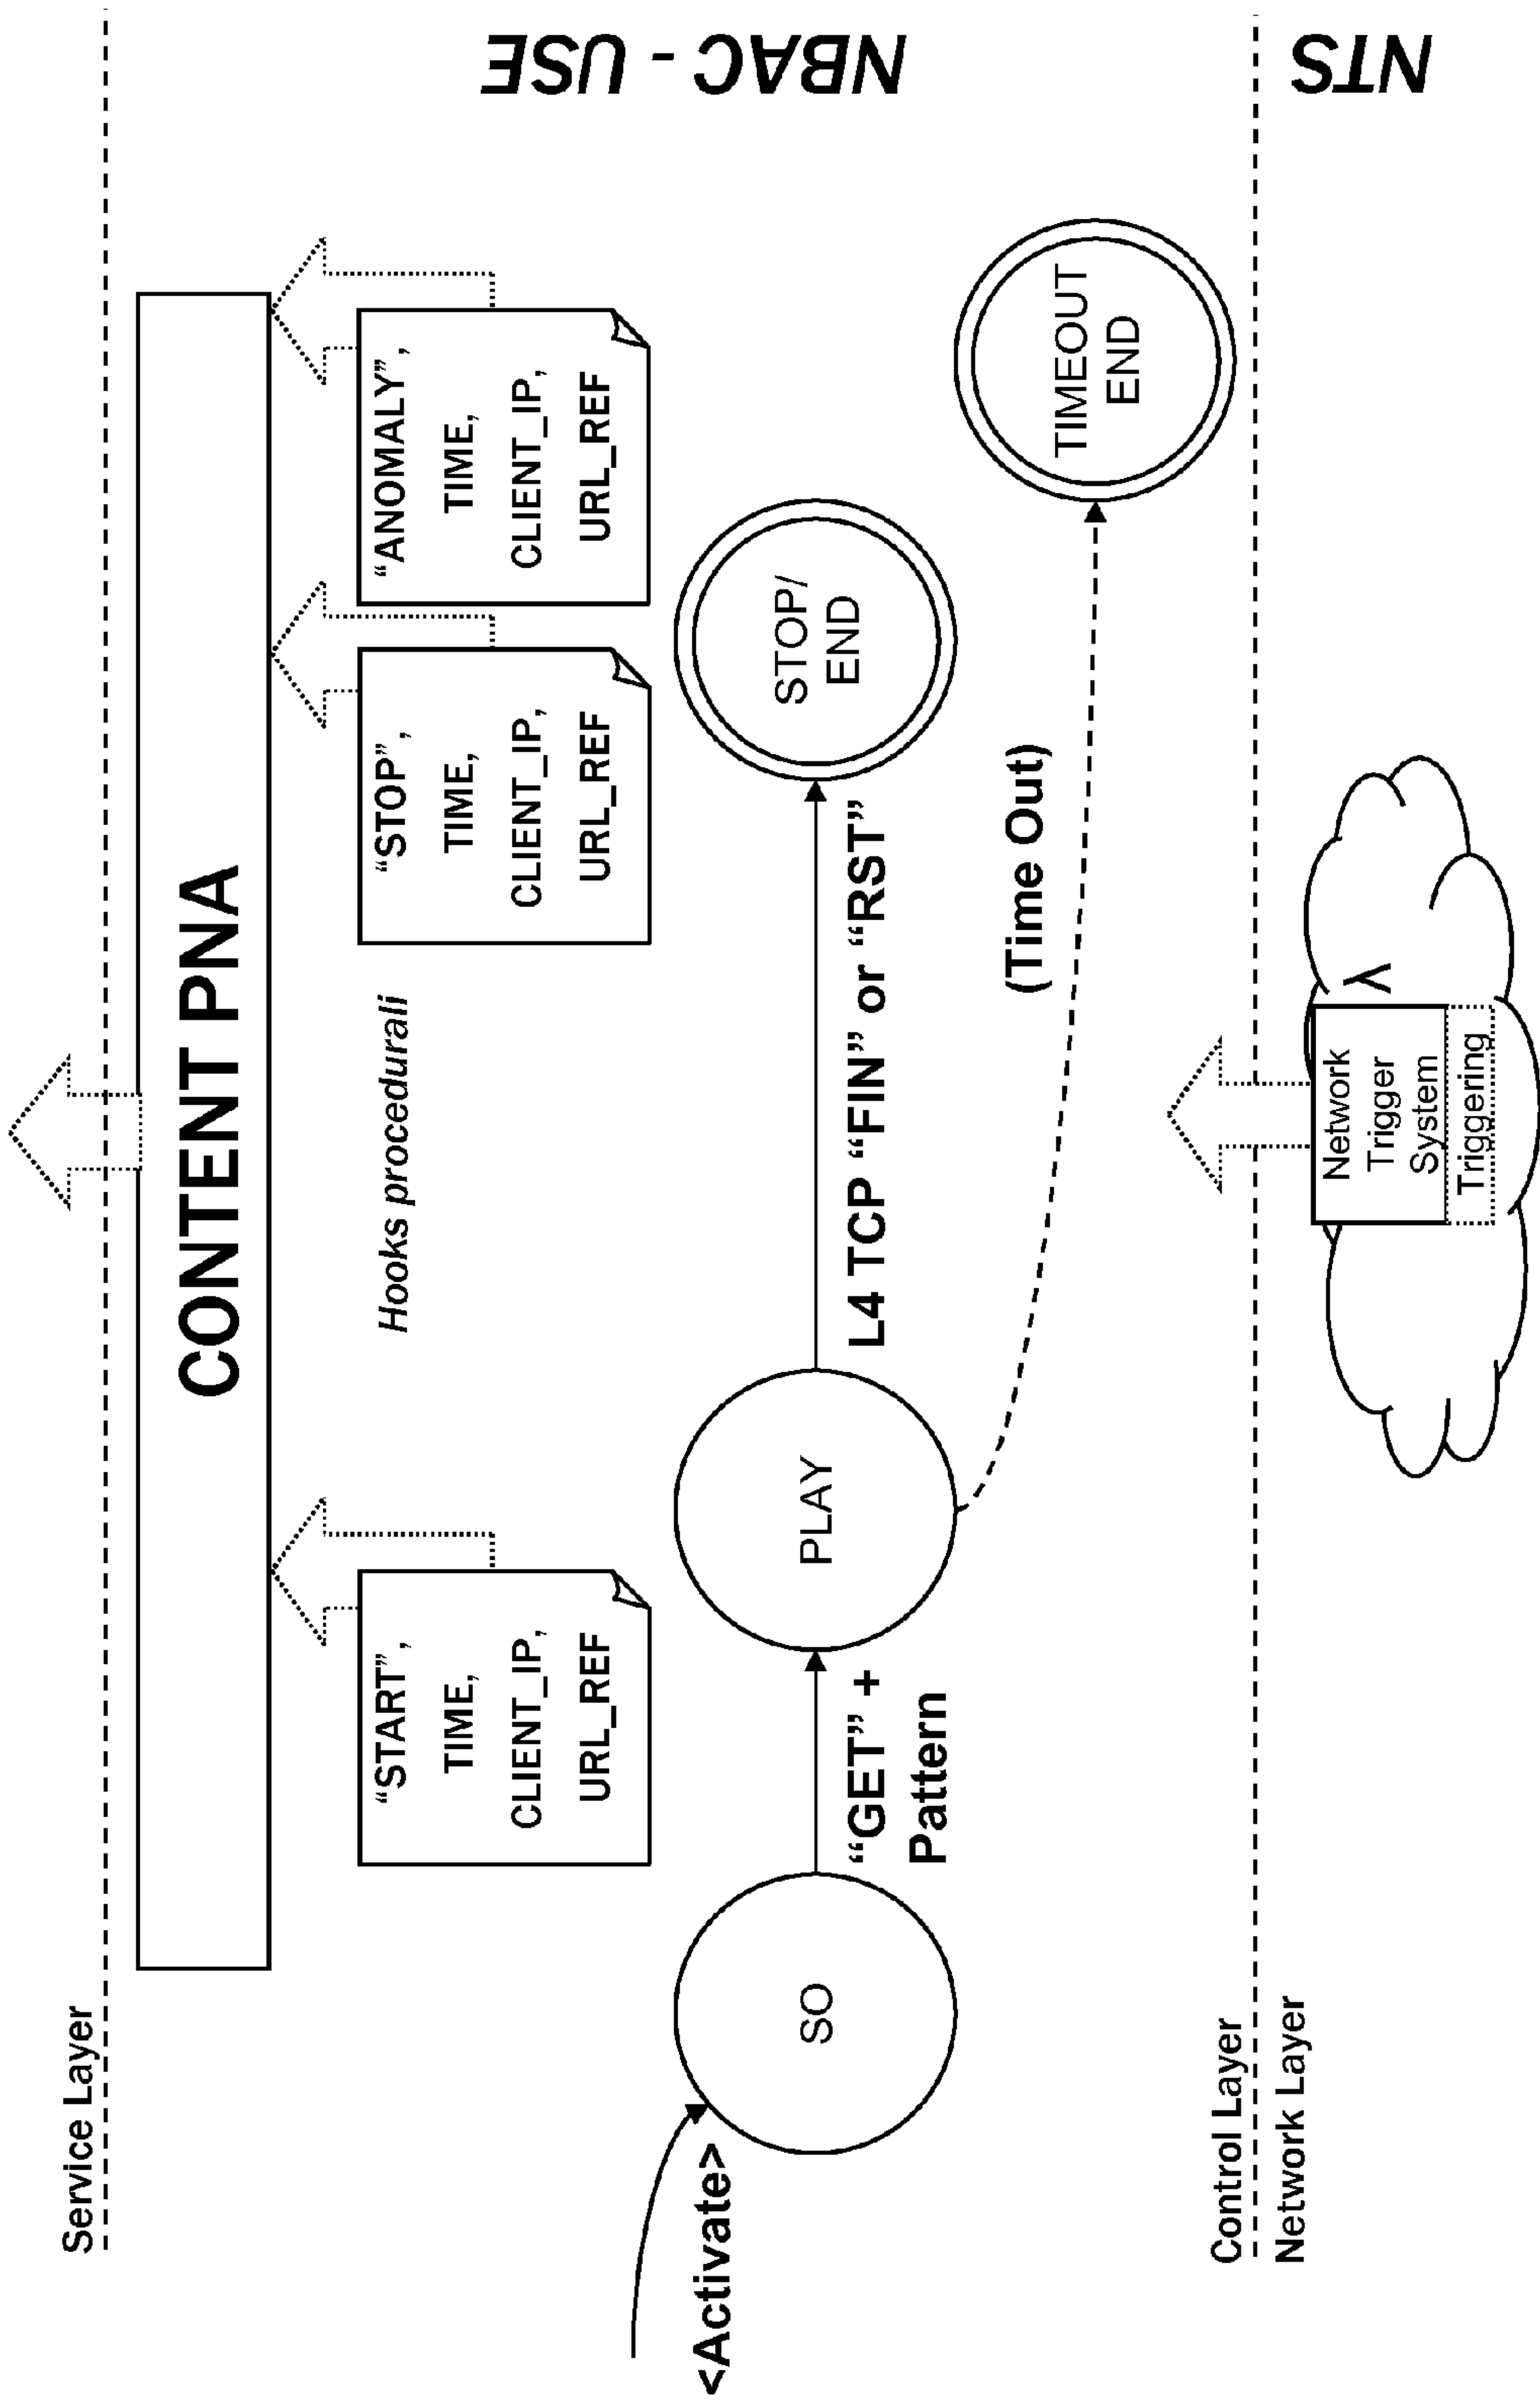 Service Layer
CONTENT PNA
“START”,
TIME,
CLIENT_IP,
URL_REF
Hooks procedurali
“STOP”,
TIME,
CLIENT_IP,
URL_REF
“ANOMALY”,
TIME,
CLIENT_IP,
URL_REF
NBAC - USE
<Activate>
SO
“GET” +
Pattern
PLAY
L4 TCP “FIN” or “RST”
STOP/
END
(Time Out)
TIMEOUT
END
Control Layer
Network Layer
Network
Trigger
System
Triggering
NTS